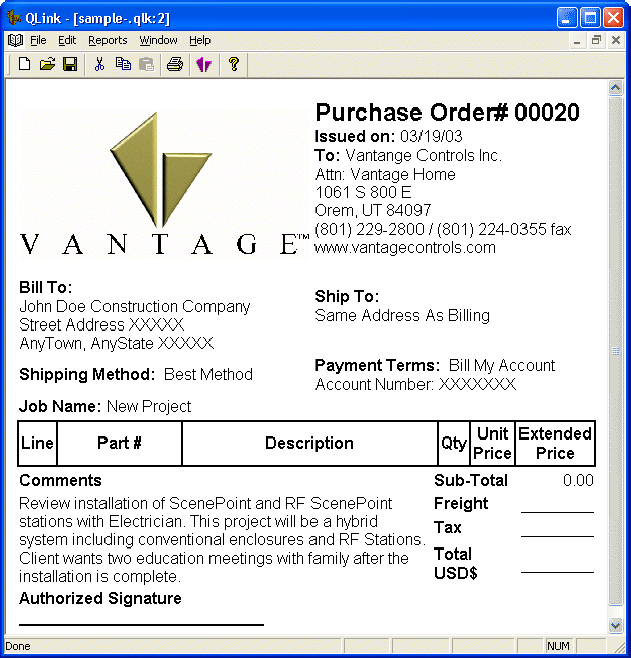 QLink - [sample-.qlk:2]
File Edit Reports Window Help
VANTAGE™
Purchase Order# 00020
Issued on: 03/19/03
To: Vantange Controls Inc.
Attn: Vantage Home
1061 S 800 E
Orem, UT 84097
(801) 229-2800 / (801) 224-0355 fax
www.vantagecontrols.com
Bill To:
John Doe Construction Company
Street Address XXXXX
AnyTown, AnyState XXXXX
Ship To:
Same Address As Billing
Shipping Method: Best Method
Payment Terms: Bill My Account
Account Number: XXXXXXX
Job Name: New Project
Line Part # Description Qty Unit Price Extended Price
Comments
Review installation of ScenePoint and RF ScenePoint
stations with Electrician. This project will be a hybrid
system including conventional enclosures and RF Stations.
Client wants two education meetings with family after the
installation is complete.
Sub-Total 0.00
Freight
Tax
Total
USD$
Authorized Signature
Done NUM